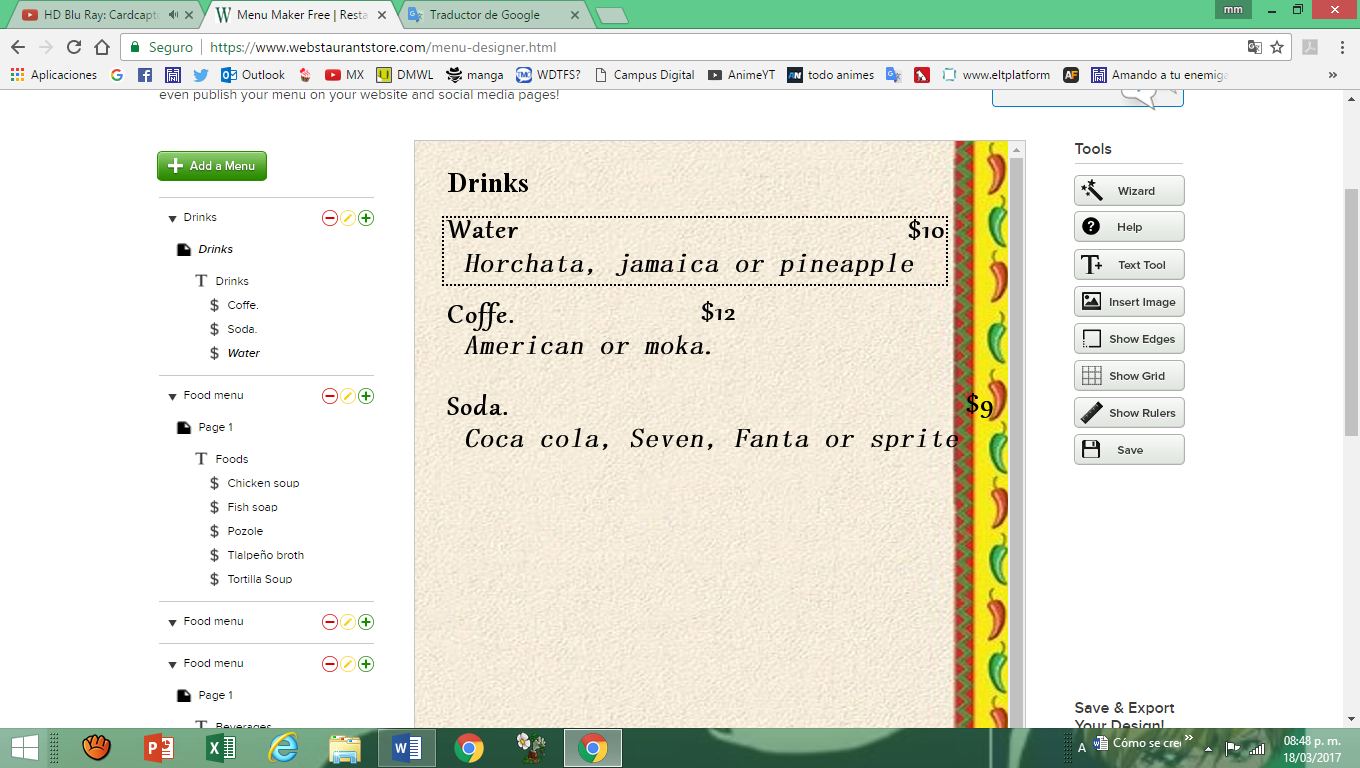 HD Blu Ray: Cardcapt
Menu Maker Free | Resta
Traductor de Google
mm
Seguro
https://www.webstaurantstore.com/menu-designer.html
Aplicaciones
Outlook
MX
DMWL
manga
WDTFS?
Campus Digital
AnimeYT
todo animes
www.eltplatform
Amando a tu enemig
even publish your menu on your website and social media pages!
Add a Menu
Drinks
Drinks
T Drinks
$ Coffe.
$ Soda.
$ Water
Food menu
Page 1
T Foods
$ Chicken soup
$ Fish soap
$ Pozole
$ Tlalpeño broth
$ Tortilla Soup
Food menu
Food menu
Page 1
T Beverages
Drinks
Water $10
Horchata, jamaica or pineapple
Coffe. $12
American or moka.
Soda. $9
Coca cola, Seven, Fanta or sprite
Tools
Wizard
Help
Text Tool
Insert Image
Show Edges
Show Grid
Show Rulers
Save
Save & Export
Your Design!
A
Cómo se cre
08:48 p. m.
18/03/2017